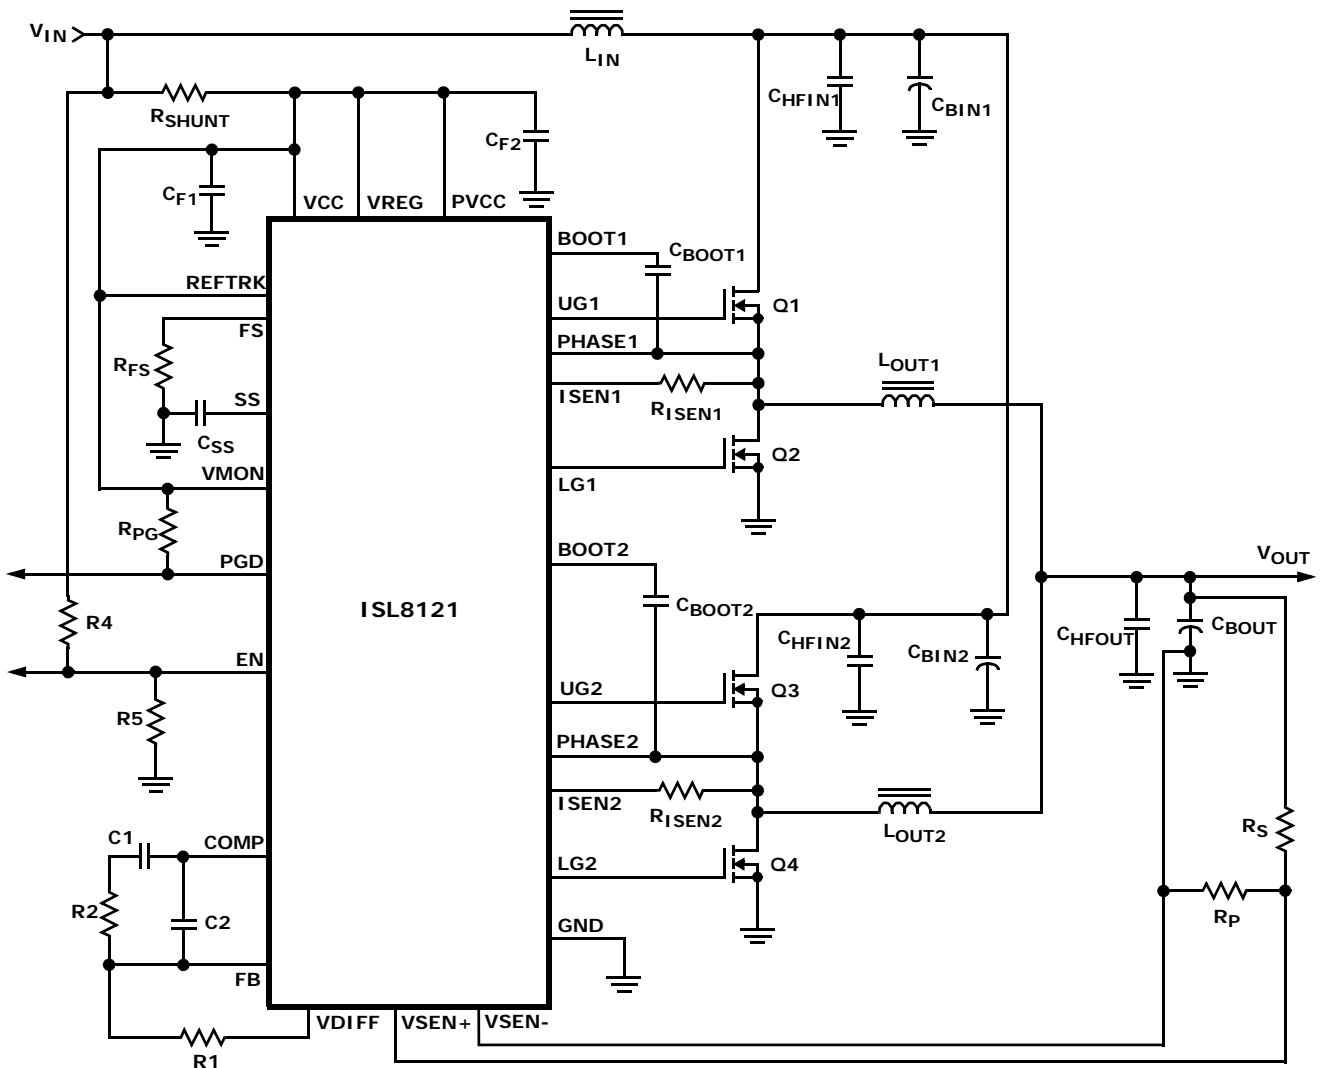 VIN
LIN
RSHUNT
CHFIN1
CBIN1
CF2
CF1
VCC VREG PVCC
BOOT1
CBOOT1
REFTRK
UG1
Q1
FS
PHASE1
RFS
LOUT1
SS
ISEN1
RISEN1
CSS
Q2
VMON
LG1
RPG
BOOT2
PGD
VOUT
ISL8121
CBOOT2
R4
CHFOUT
CBOUT
CHFIN2
CBIN2
EN
UG2
Q3
R5
PHASE2
ISEN2
RISEN2
LOUT2
RS
C1
COMP
LG2
Q4
R2
C2
RP
GND
FB
VDIFF VSEN+ VSEN-
R1